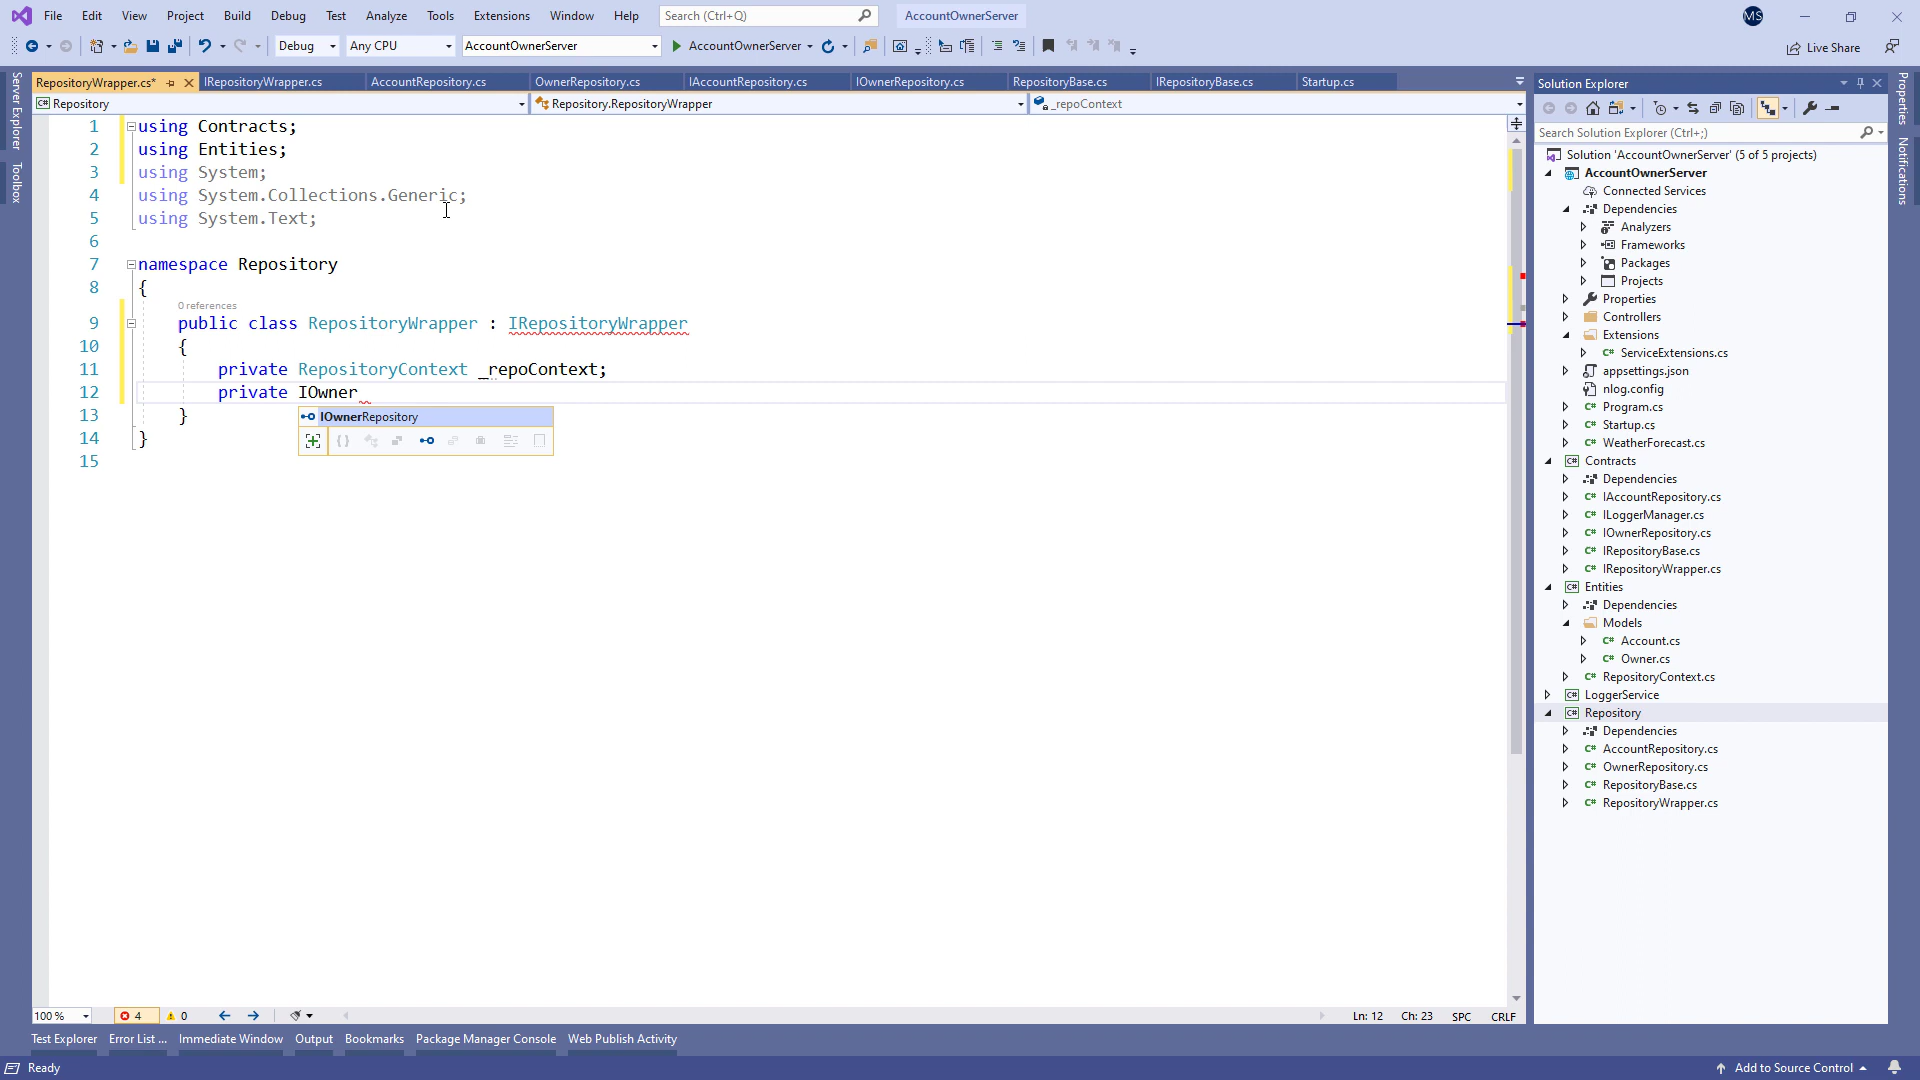 File Edit View Project Build Debug Test Analyze Tools Extensions Window Help Search (Ctrl+Q) AccountOwnerServer MS
Debug Any CPU AccountOwnerServer AccountOwnerServer Live Share
RepositoryWrapper.cs* IRepositoryWrapper.cs AccountRepository.cs OwnerRepository.cs IAccountRepository.cs IOwnerRepository.cs RepositoryBase.cs IRepositoryBase.cs Startup.cs
Repository Repository.RepositoryWrapper _repoContext
Server Explorer
Toolbox
1 using Contracts;
2 using Entities;
3 using System;
4 using System.Collections.Generic;
5 using System.Text;
6
7 namespace Repository
8 {
0 references
9 public class RepositoryWrapper : IRepositoryWrapper
10 {
11 private RepositoryContext _repoContext;
12 private IOwner
13 }
14 }
15
IOwnerRepository
Solution Explorer
Search Solution Explorer (Ctrl+;)
Solution 'AccountOwnerServer' (5 of 5 projects)
AccountOwnerServer
Connected Services
Dependencies
Analyzers
Frameworks
Packages
Projects
Properties
Controllers
Extensions
ServiceExtensions.cs
appsettings.json
nlog.config
Program.cs
Startup.cs
WeatherForecast.cs
Contracts
Dependencies
IAccountRepository.cs
ILoggerManager.cs
IOwnerRepository.cs
IRepositoryBase.cs
IRepositoryWrapper.cs
Entities
Dependencies
Models
Account.cs
Owner.cs
RepositoryContext.cs
LoggerService
Repository
Dependencies
AccountRepository.cs
OwnerRepository.cs
RepositoryBase.cs
RepositoryWrapper.cs
Properties
Notifications
100 % 4 0 Ln: 12 Ch: 23 SPC CRLF
Test Explorer Error List ... Immediate Window Output Bookmarks Package Manager Console Web Publish Activity
Ready Add to Source Control